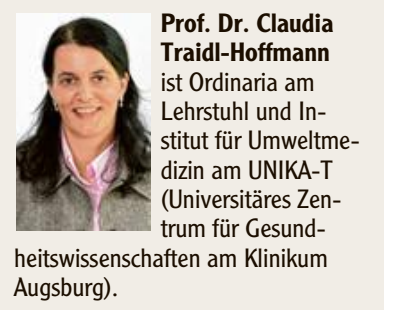 Prof. Dr. Claudia
Traidl-Hoffmann
ist Ordinaria am
Lehrstuhl und In-
stitut für Umweltme-
dizin am UNIKA-T
(Universitäres Zen-
trum für Gesund-
heitswissenschaften am Klinikum
Augsburg).